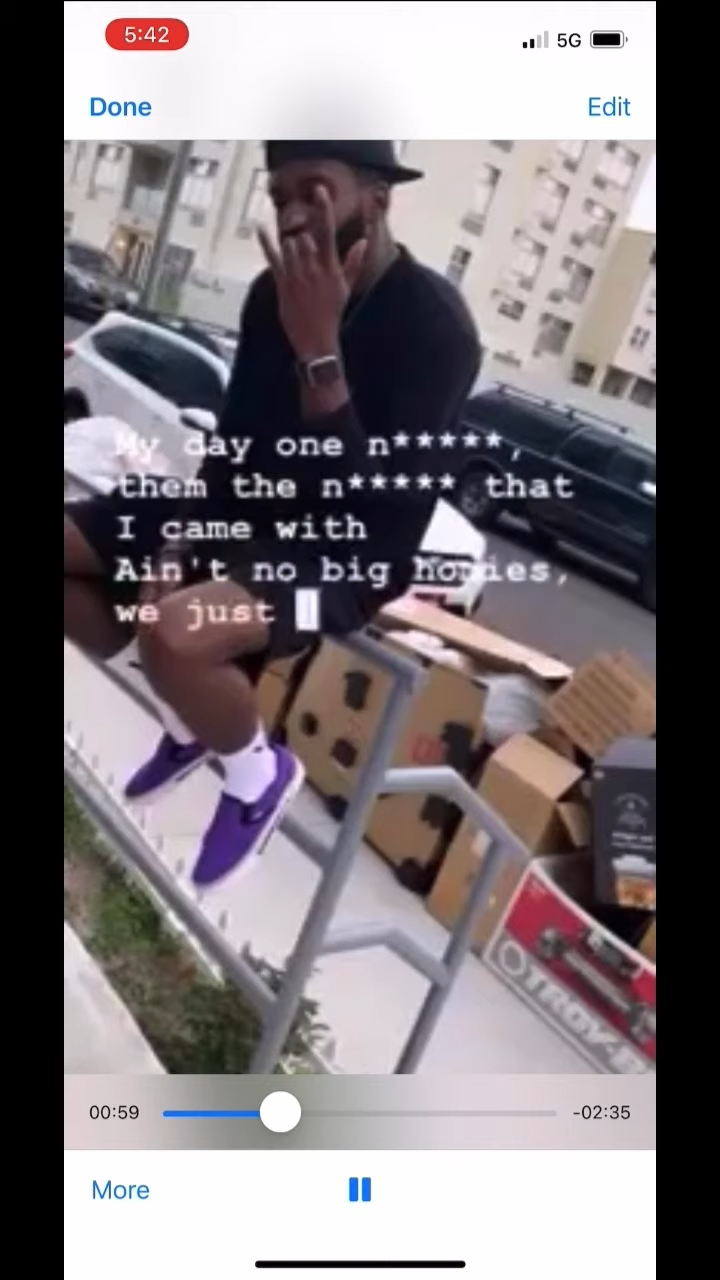 5:42
5G
Done
Edit
My day one n*****,
them the n***** that
I came with
Ain't no big homies,
we just
00:59
-02:35
More